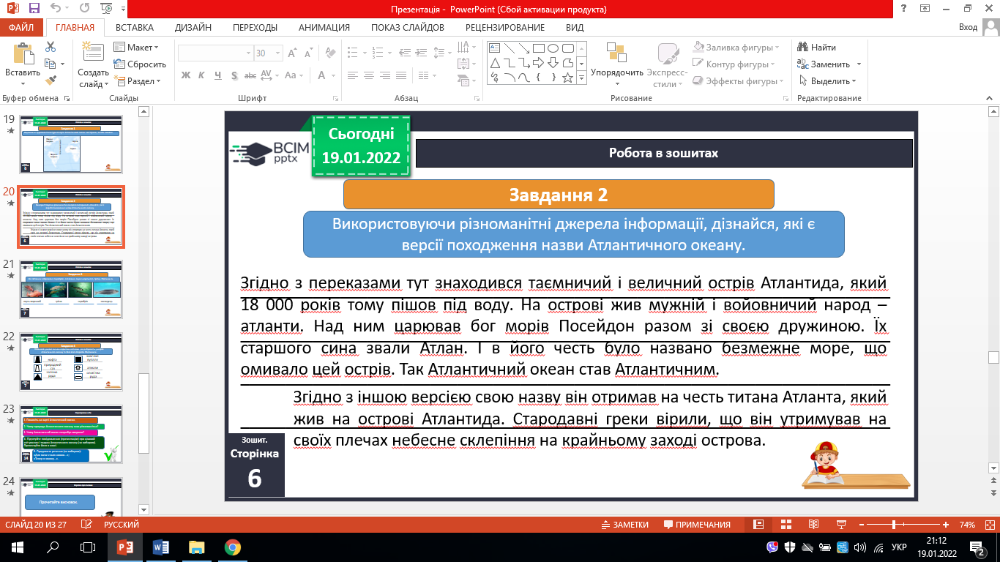 Презентація - PowerPoint (Сбой активации продукта)
ФАЙЛ ГЛАВНАЯ ВСТАВКА ДИЗАЙН ПЕРЕХОДЫ АНИМАЦИЯ ПОКАЗ СЛАЙДОВ РЕЦЕНЗИРОВАНИЕ ВИД Вход
Вставить
Буфер обмена
Создать слайд
Макет
Сбросить
Раздел
Слайды
30
Ж К Ч S abc AV Aa А
Шрифт
Абзац
Упорядочить
Экспресс-стили
Заливка фигуры
Контур фигуры
Эффекты фигуры
Рисование
Найти
Заменить
Выделить
Редактирование
19
20
21
22
23
24
Прочитайте висновок.
Сьогодні
19.01.2022
ВСІМ
pptx
Робота в зошитах
Завдання 2
Використовуючи різноманітні джерела інформації, дізнайся, які є
версії походження назви Атлантичного океану.
Згідно з переказами тут знаходився таємничий і величний острів Атлантида, який
18 000 років тому пішов під воду. На острові жив мужній і войовничий народ –
атланти. Над ним царював бог морів Посейдон разом зі своєю дружиною. Їх
старшого сина звали Атлан. І в його честь було названо безмежне море, що
омивало цей острів. Так Атлантичний океан став Атлантичним.
Згідно з іншою версією свою назву він отримав на честь титана Атланта, який
жив на острові Атлантида. Стародавні греки вірили, що він утримував на
своїх плечах небесне склепіння на крайньому заході острова.
Зошит.
Сторінка
6
СЛАЙД 20 ИЗ 27 РУССКИЙ ЗАМЕТКИ ПРИМЕЧАНИЯ 74%
УКР
21:12
19.01.2022
2